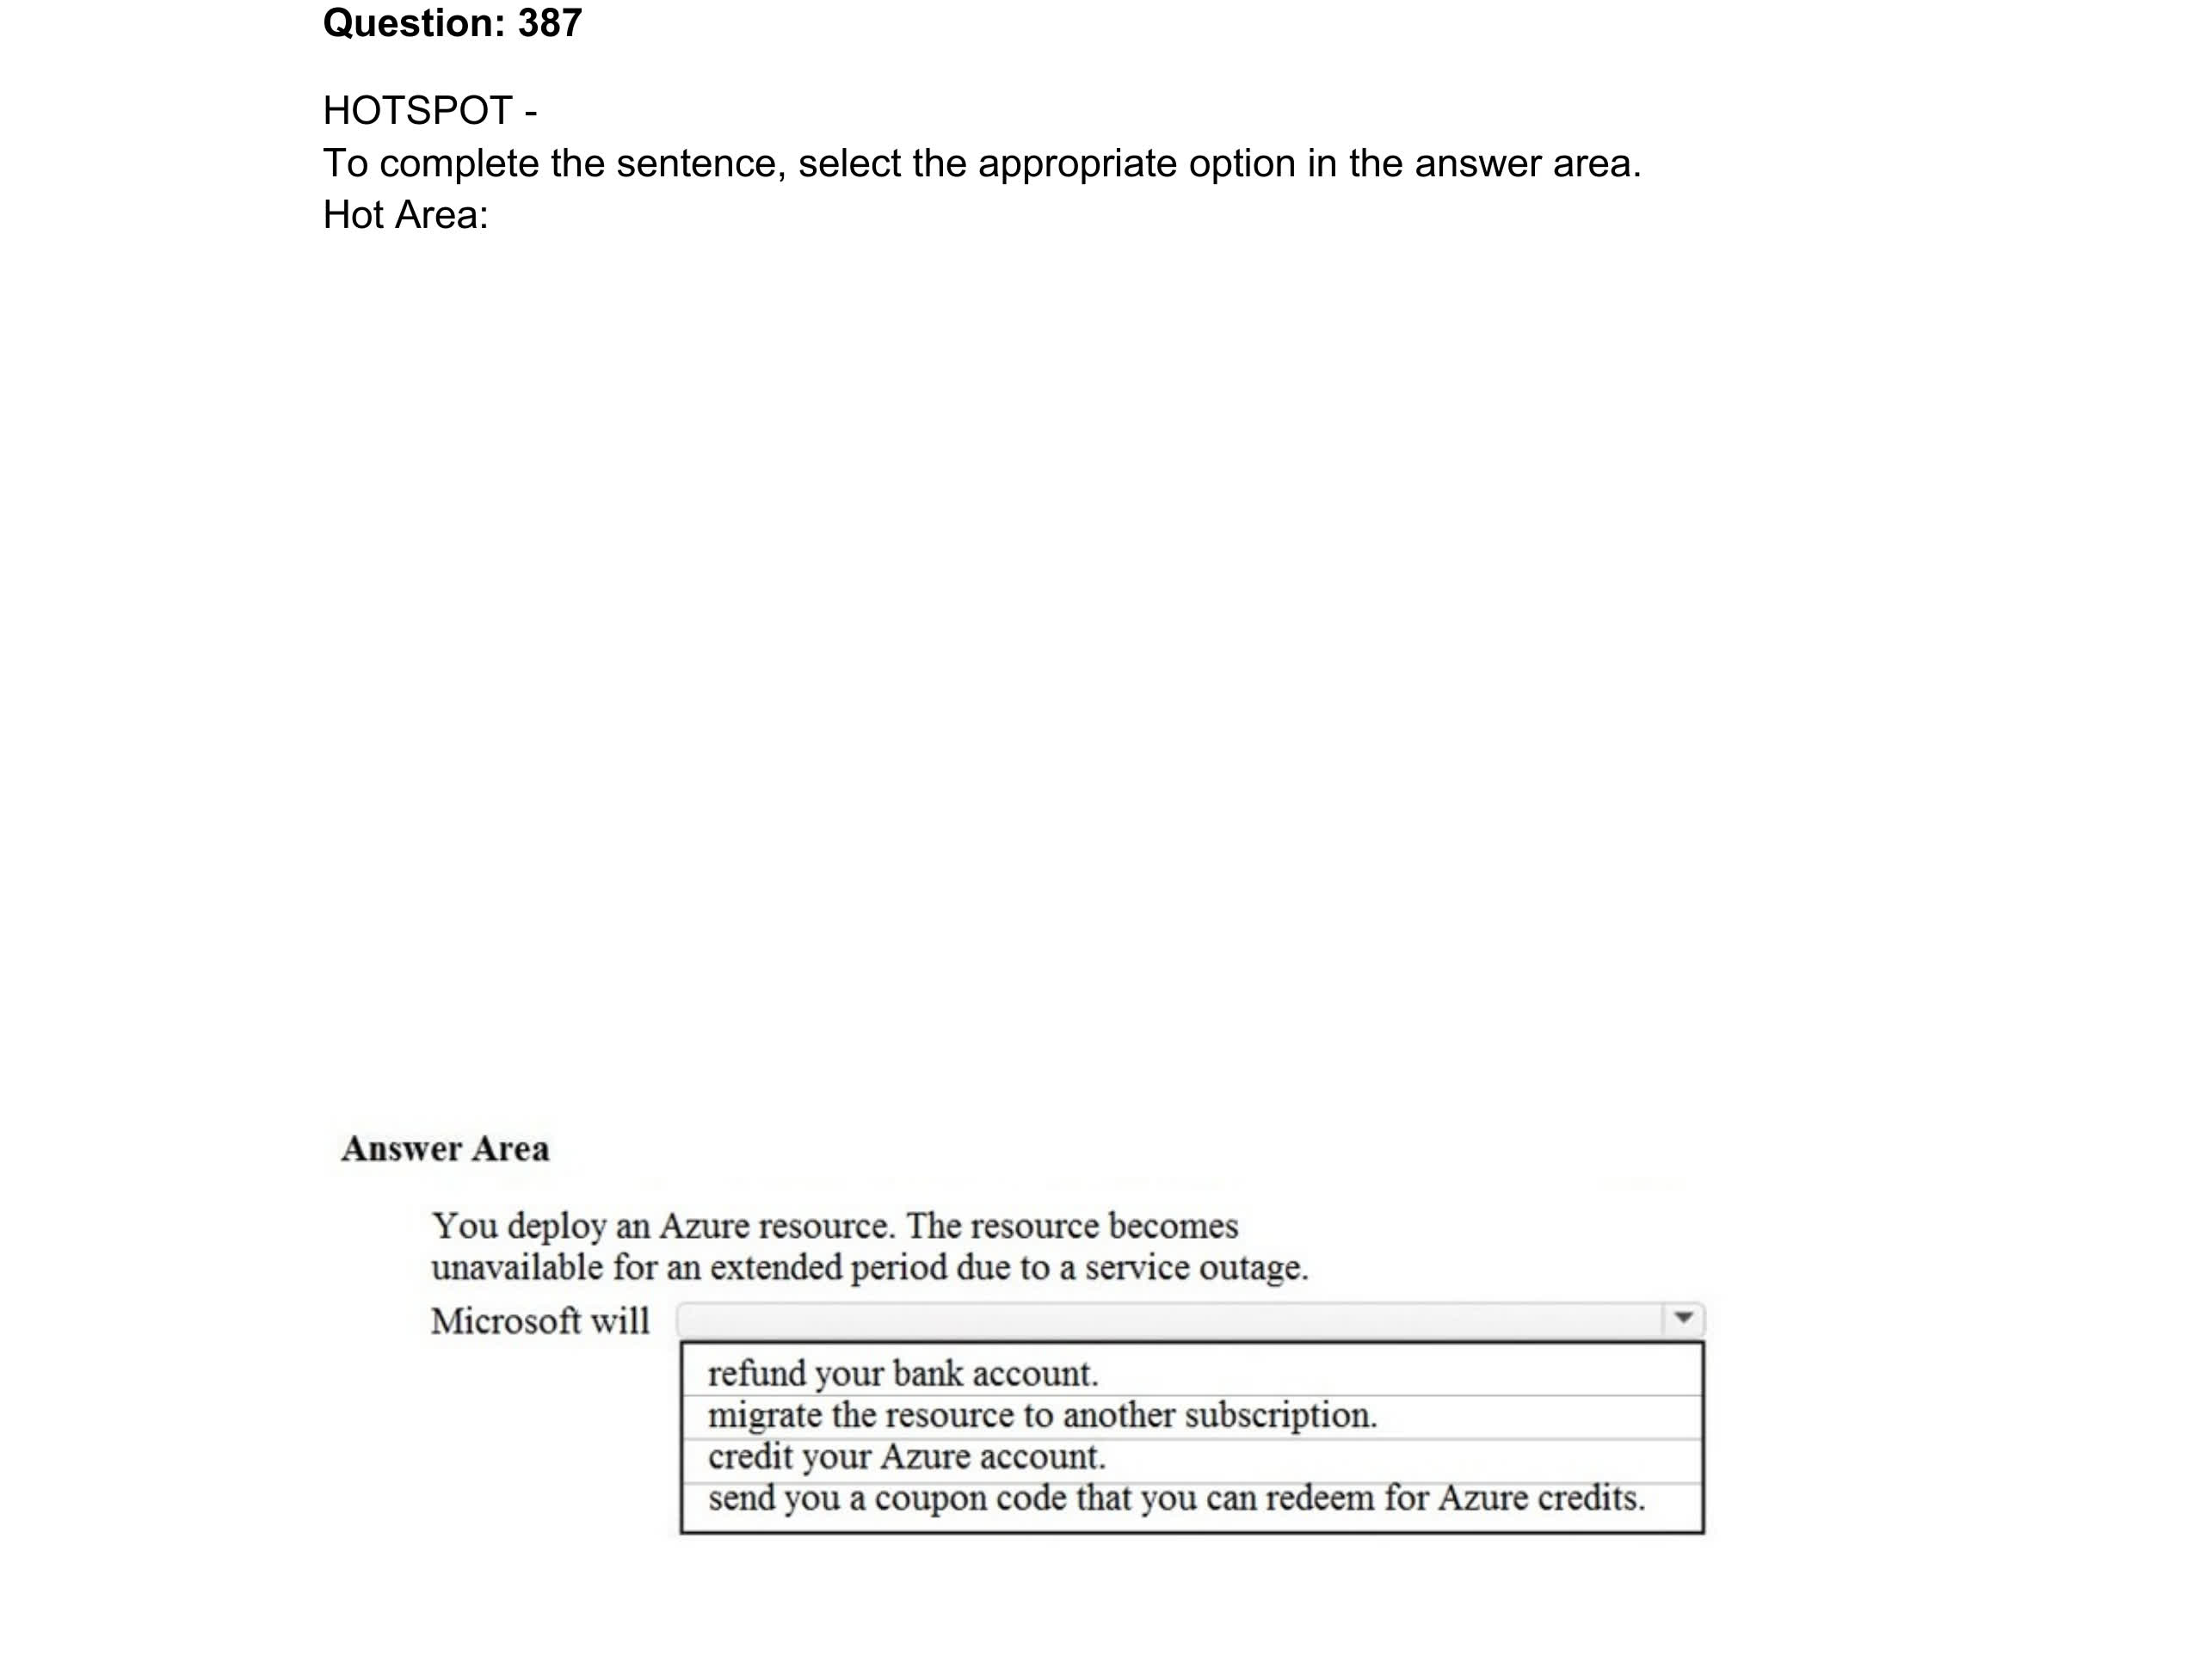 Question: 387
HOTSPOT -
To complete the sentence, select the appropriate option in the answer area.
Hot Area:
Answer Area
You deploy an Azure resource. The resource becomes
unavailable for an extended period due to a service outage.
Microsoft will
refund your bank account.
migrate the resource to another subscription.
credit your Azure account.
send you a coupon code that you can redeem for Azure credits.